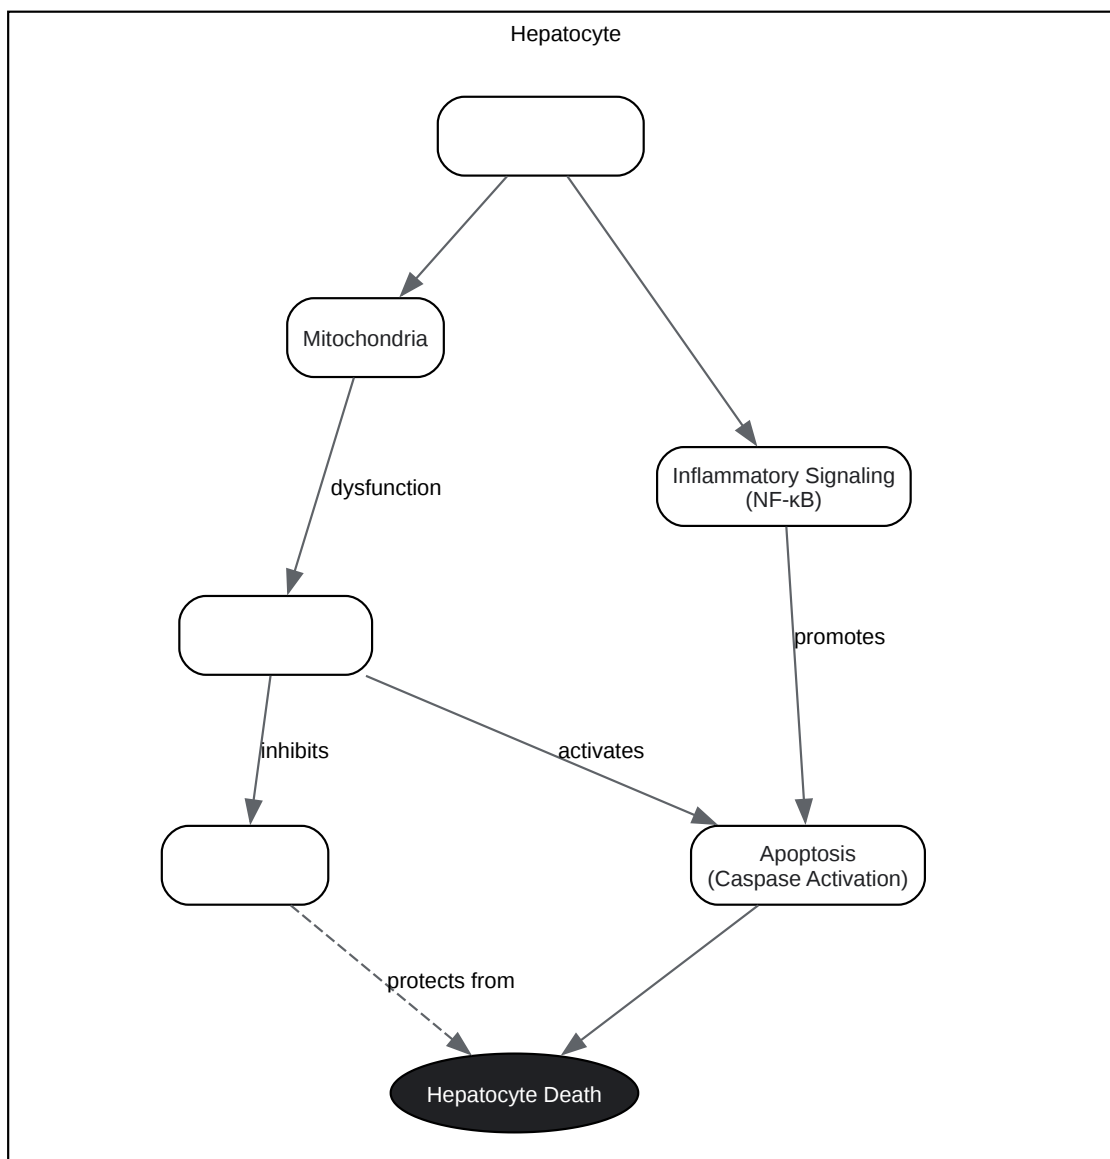 Hepatocyte
Mitochondria
dysfunction
Inflammatory Signaling
(NF-κB)
promotes
inhibits
activates
Apoptosis
(Caspase Activation)
protects from
Hepatocyte Death